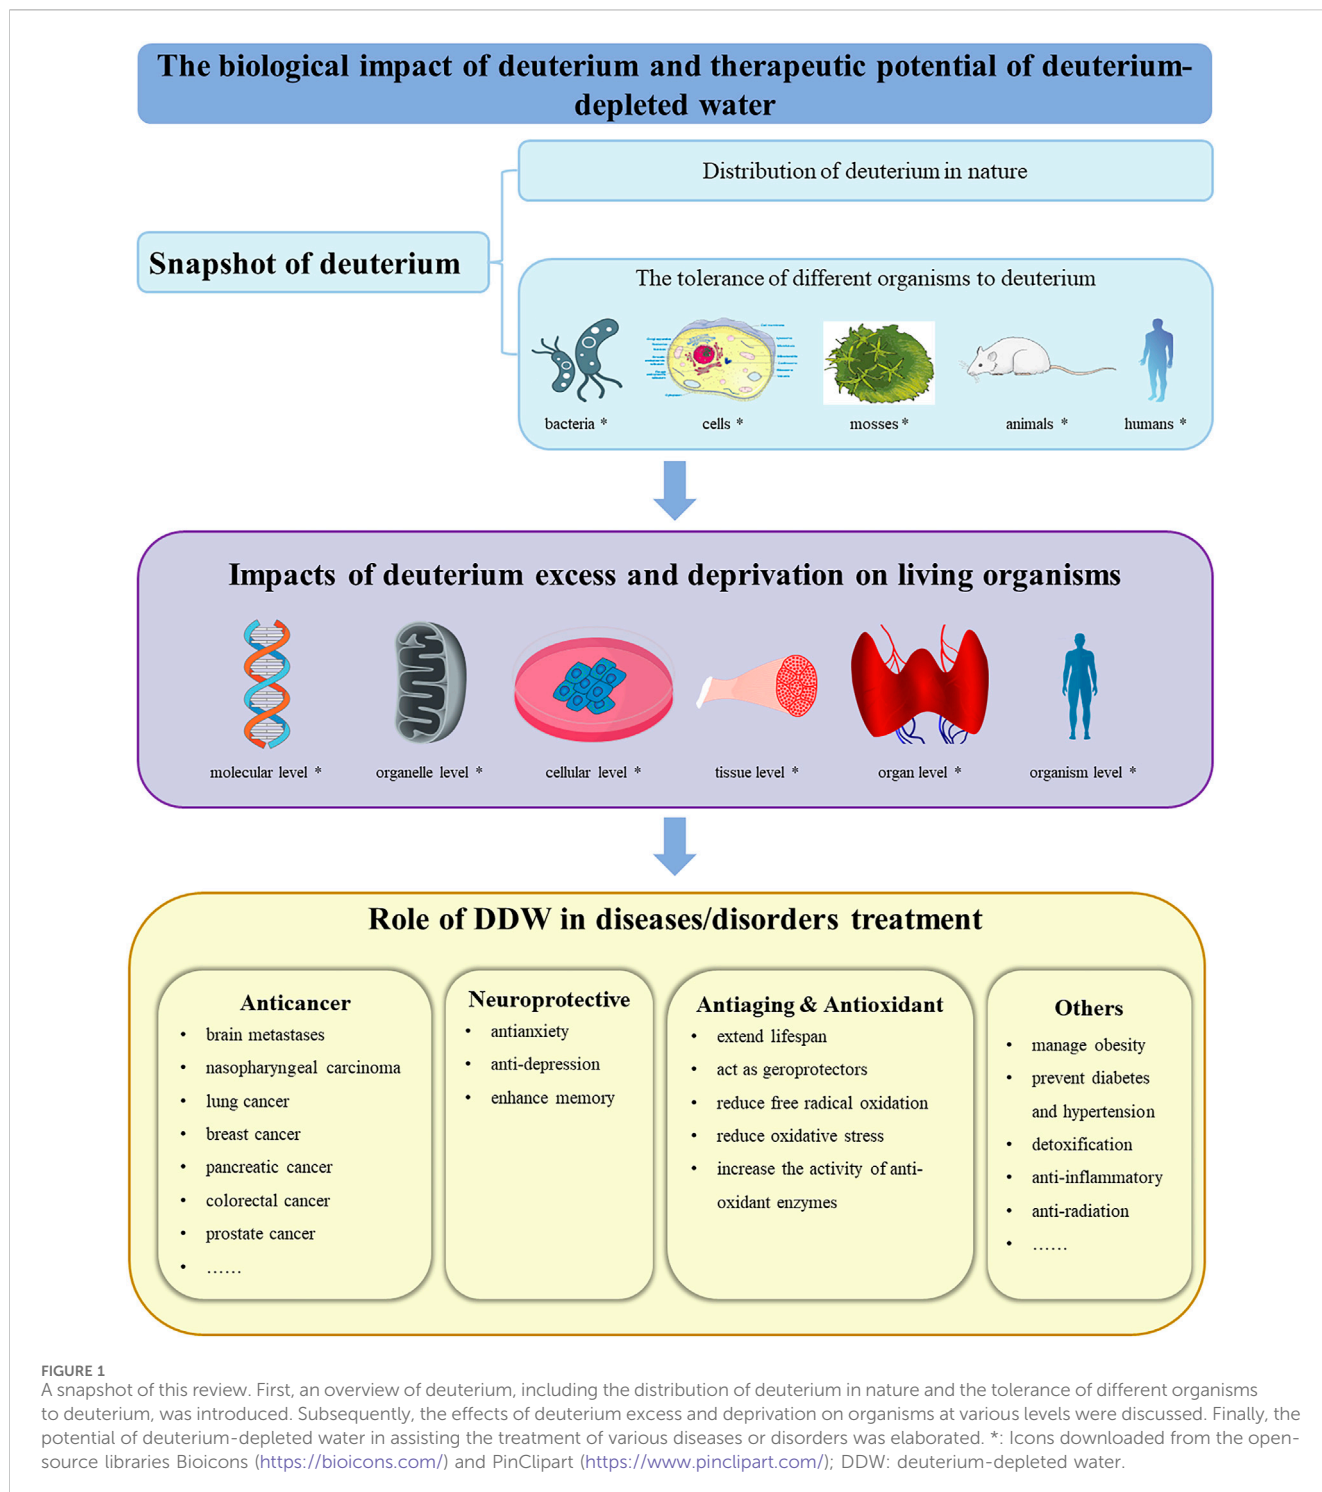 The biological impact of deuterium and therapeutic potential of deuterium-
depleted water
Distribution of deuterium in nature
Snapshot of deuterium
The tolerance of different organisms to deuterium
bacteria *
cells *
mosses *
animals *
humans *
Impacts of deuterium excess and deprivation on living organisms
molecular level *
organelle level *
cellular level *
tissue level *
organ level *
organism level *
Role of DDW in diseases/disorders treatment
Anticancer
• brain metastases
• nasopharyngeal carcinoma
• lung cancer
• breast cancer
• pancreatic cancer
• colorectal cancer
• prostate cancer
• ……
Neuroprotective
• antianxiety
• anti-depression
• enhance memory
Antiaging & Antioxidant
• extend lifespan
• act as geroprotectors
• reduce free radical oxidation
• reduce oxidative stress
• increase the activity of anti-
oxidant enzymes
Others
• manage obesity
• prevent diabetes
and hypertension
• detoxification
• anti-inflammatory
• anti-radiation
• ……
FIGURE 1
A snapshot of this review. First, an overview of deuterium, including the distribution of deuterium in nature and the tolerance of different organisms
to deuterium, was introduced. Subsequently, the effects of deuterium excess and deprivation on organisms at various levels were discussed. Finally, the
potential of deuterium-depleted water in assisting the treatment of various diseases or disorders was elaborated. *: Icons downloaded from the open-
source libraries Bioicons (https://bioicons.com/) and PinClipart (https://www.pinclipart.com/); DDW: deuterium-depleted water.